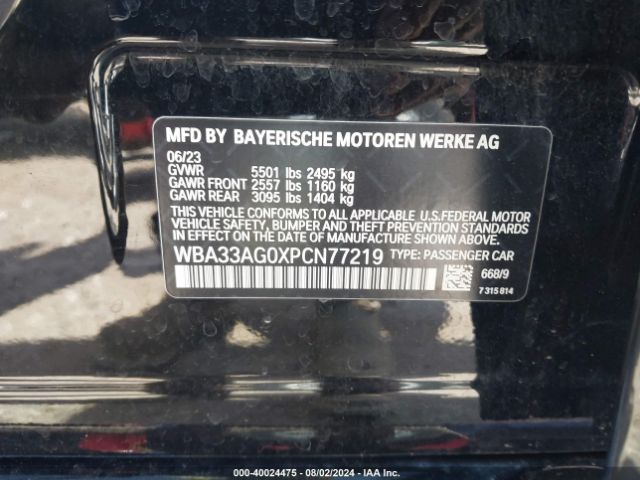 MFD BY BAYERISCHE MOTOREN WERKE AG
06/23
GVWR 5501 lbs 2495 kg
GAWR FRONT 2557 lbs 1160 kg
GAWR REAR 3095 lbs 1404 kg
THIS VEHICLE CONFORMS TO ALL APPLICABLE U.S.FEDERAL MOTOR
VEHICLE SAFETY, BUMPER AND THEFT PREVENTION STANDARDS
IN EFFECT ON THE DATE OF MANUFACTURE SHOWN ABOVE.
WBA33AG0XPCN77219 TYPE: PASSENGER CAR
668/9
7315814
000-40024475 - 08/02/2024 - IAA Inc.